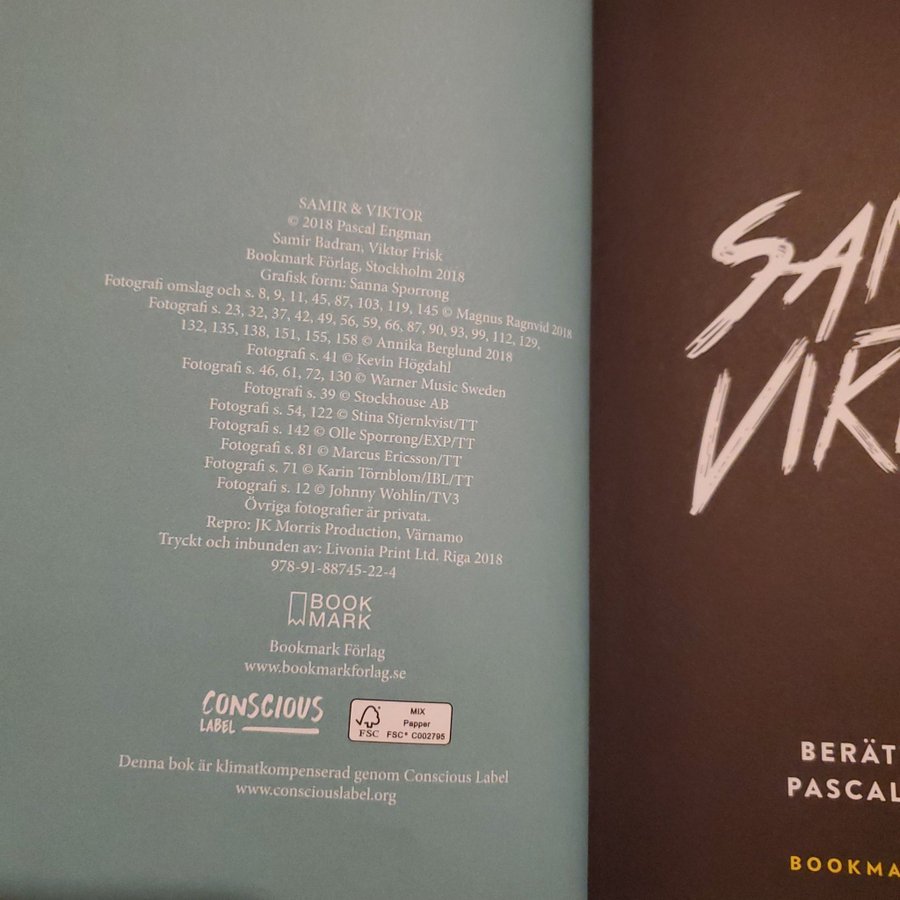 SAMIR & VIKTOR
© 2018 Pascal Engman
Samir Badran, Viktor Frisk
Bookmark Förlag, Stockholm 2018
Grafisk form: Sanna Sporrong
Fotografi omslag och s. 8, 9, 11, 45, 87, 103, 119, 145 © Magnus Ragnvid 2018
Fotografi s. 23, 32, 37, 42, 49, 56, 59, 66, 87, 90, 93, 99, 112, 129,
132, 135, 138, 151, 155, 158 © Annika Berglund 2018
Fotografi s. 41 © Kevin Högdahl
Fotografi s. 46, 61, 72, 130 © Warner Music Sweden
Fotografi s. 39 © Stockhouse AB
Fotografi s. 54, 122 © Stina Stjernkvist/TT
Fotografi s. 142 © Olle Sporrong/EXP/TT
Fotografi s. 81 © Marcus Ericsson/TT
Fotografi s. 71 © Karin Törnblom/IBL/TT
Fotografi s. 12 © Johnny Wohlin/TV3
Övriga fotografier är privata.
Repro: JK Morris Production, Värnamo
Tryckt och inbunden av: Livonia Print Ltd. Riga 2018
978-91-88745-22-4
BOOK
MARK
Bookmark Förlag
www.bookmarkforlag.se
CONSCIOUS
LABEL
FSC
MIX
Papper
FSC® C002795
Denna bok är klimatkompenserad genom Conscious Label
www.consciouslabel.org
SAM
VIK
BERÄT
PASCAL
BOOKMA